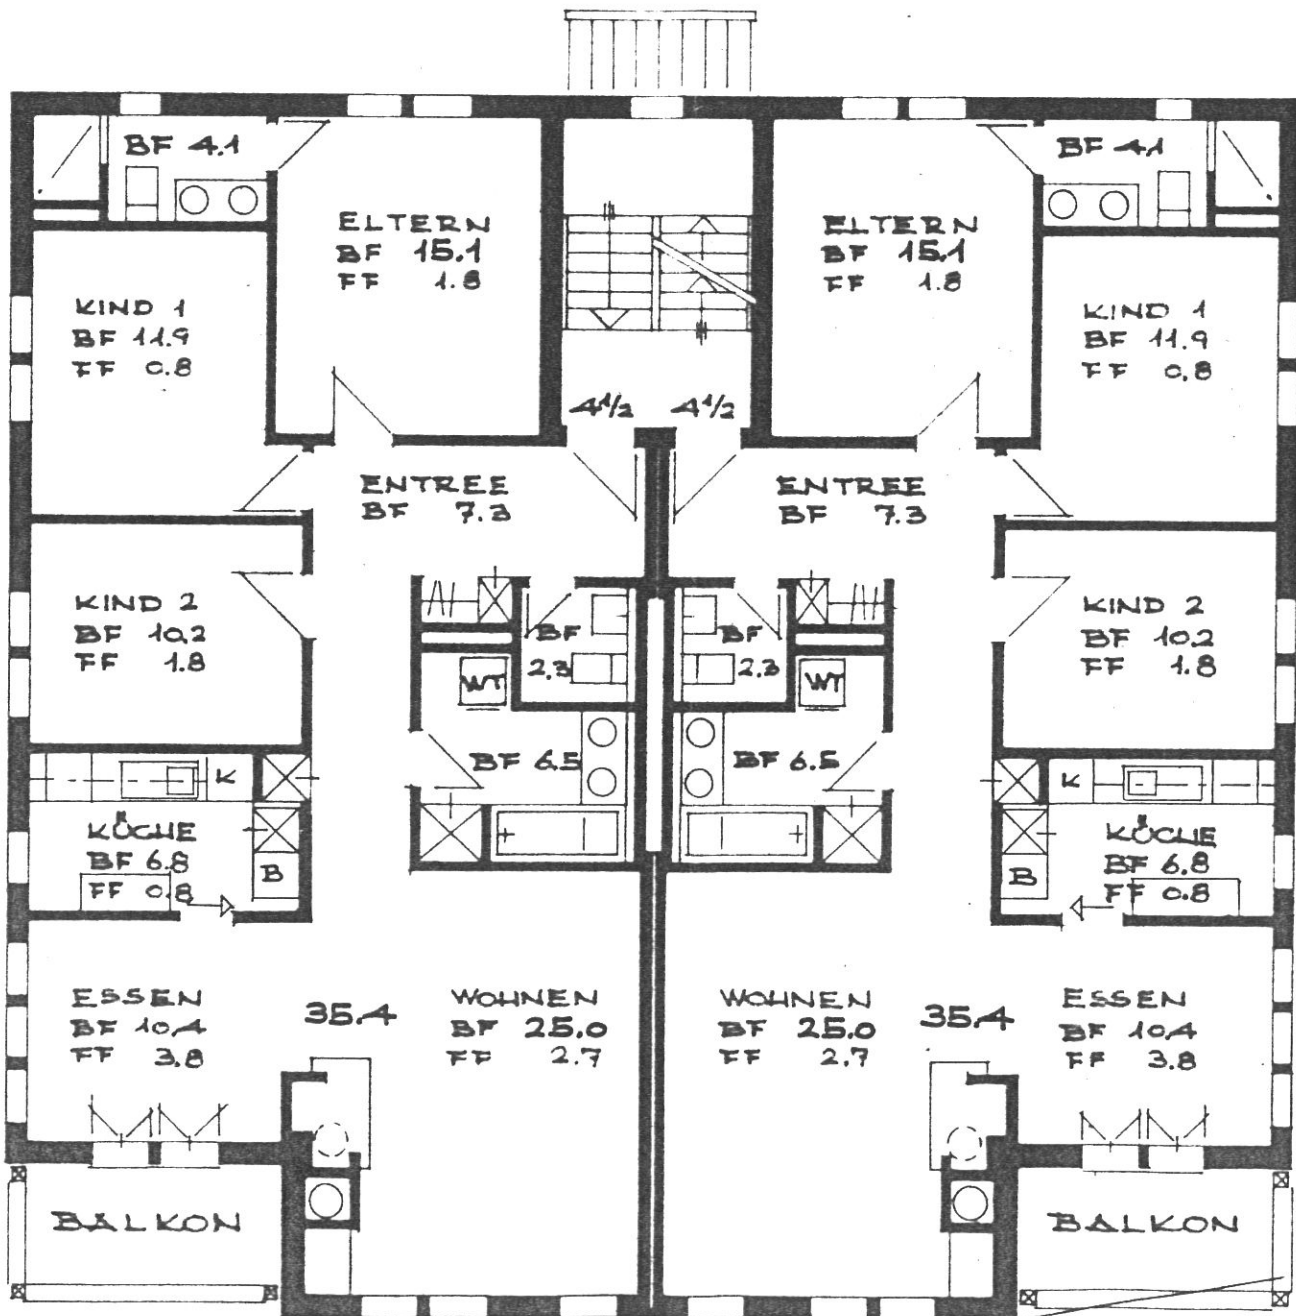 BF 4.1
ELTERN
BF 15.1
FF 1.8
KIND 1
BF 11.9
FF 0.8
4 1/2
ENTREE
BF 7.3
KIND 2
BF 10.2
FF 1.8
BF
2.3
WT
BF 6.5
K
KÜCHE
BF 6.8
FF 0.8
B
ESSEN
BF 10.4
FF 3.8
35.4
WOHNEN
BF 25.0
FF 2.7
BALKON
4 1/2
ELTERN
BF 15.1
FF 1.8
BF 4.1
KIND 1
BF 11.9
FF 0.8
ENTREE
BF 7.3
KIND 2
BF 10.2
FF 1.8
BF
2.3
WT
BF 6.5
K
KÜCHE
BF 6.8
FF 0.8
B
WOHNEN
BF 25.0
FF 2.7
35.4
ESSEN
BF 10.4
FF 3.8
BALKON